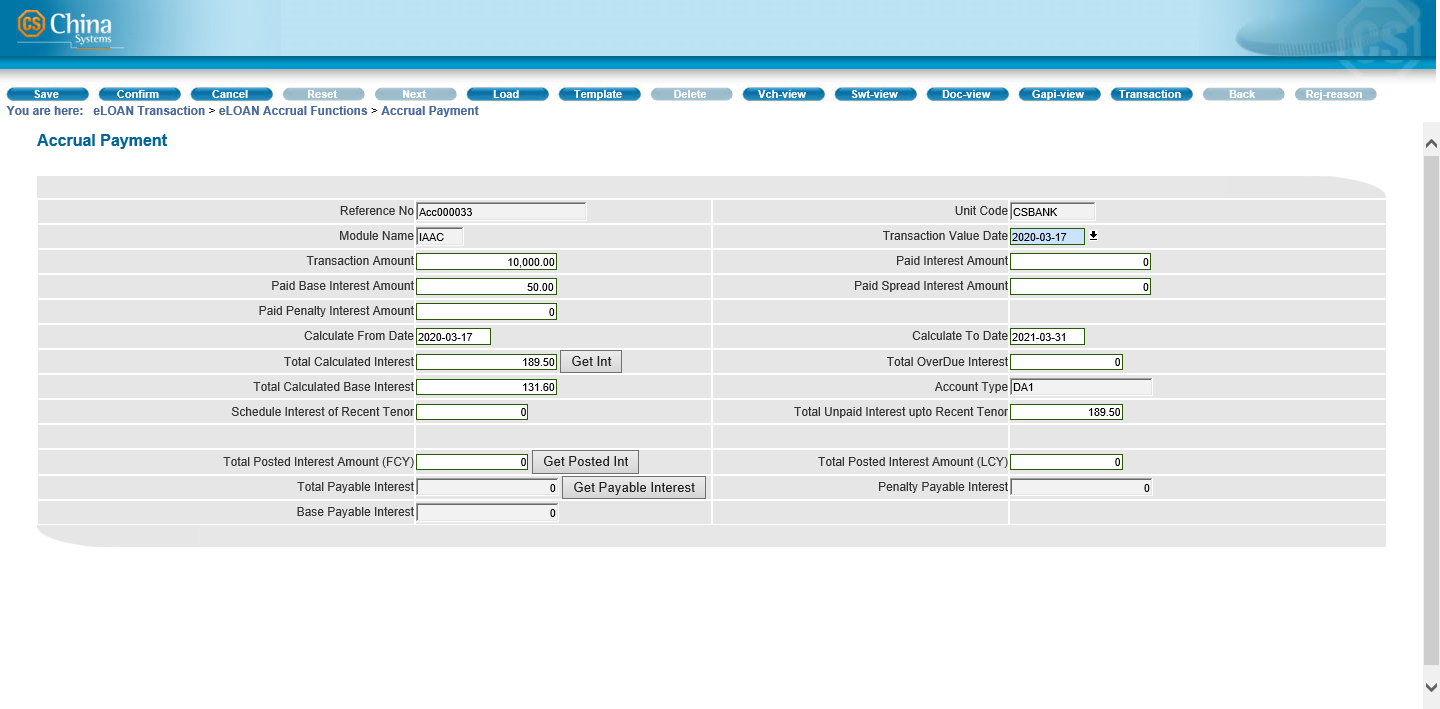 CS China
Systems
CS
Save Confirm Cancel Reset Next Load Template Delete Vch-view Swt-view Doc-view Gapi-view Transaction Back Rej-reason
You are here: eLOAN Transaction > eLOAN Accrual Functions > Accrual Payment
Accrual Payment
Reference No Acc000033 Unit Code CSBANK
Module Name IAAC Transaction Value Date 2020-03-17
Transaction Amount 10,000.00 Paid Interest Amount 0
Paid Base Interest Amount 50.00 Paid Spread Interest Amount 0
Paid Penalty Interest Amount 0
Calculate From Date 2020-03-17 Calculate To Date 2021-03-31
Total Calculated Interest 189.50 Get Int Total OverDue Interest 0
Total Calculated Base Interest 131.60 Account Type DA1
Schedule Interest of Recent Tenor 0 Total Unpaid Interest upto Recent Tenor 189.50
Total Posted Interest Amount (FCY) 0 Get Posted Int Total Posted Interest Amount (LCY) 0
Total Payable Interest 0 Get Payable Interest Penalty Payable Interest 0
Base Payable Interest 0